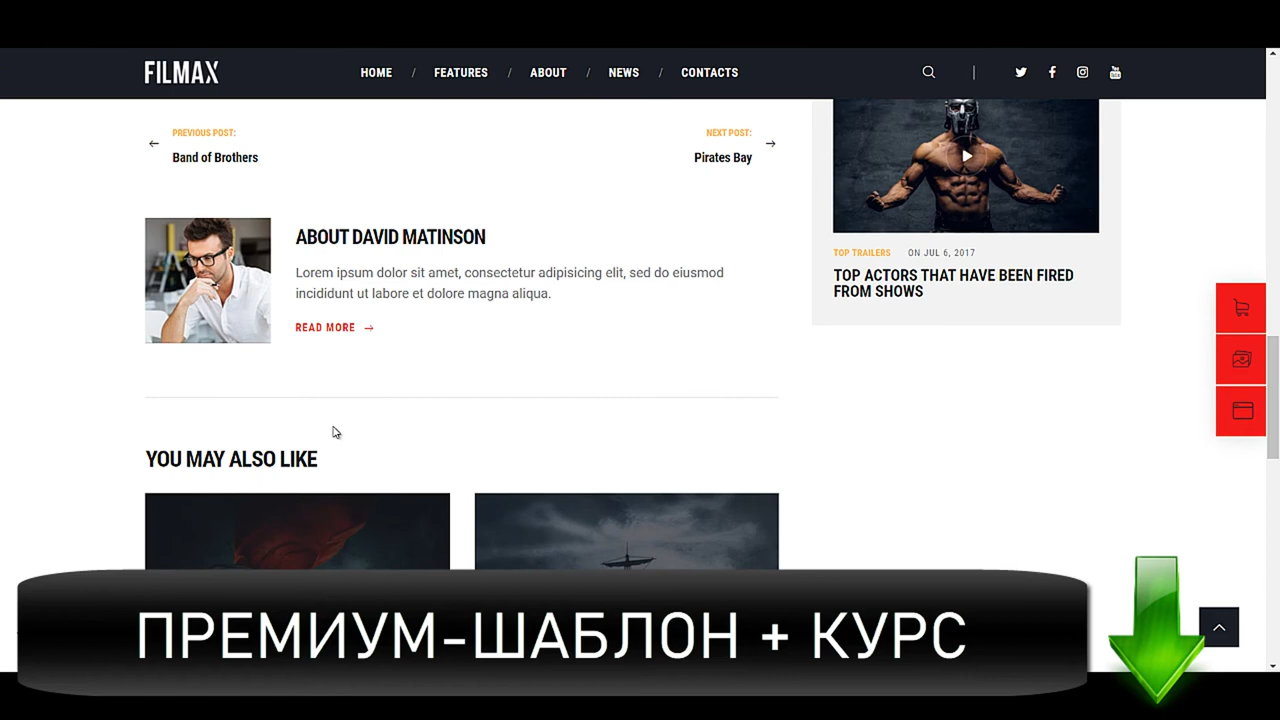 FILMAX
HOME / FEATURES / ABOUT / NEWS / CONTACTS
PREVIOUS POST:
Band of Brothers
NEXT POST:
Pirates Bay
ABOUT DAVID MATINSON
Lorem ipsum dolor sit amet, consectetur adipisicing elit, sed do eiusmod
incididunt ut labore et dolore magna aliqua.
READ MORE
TOP TRAILERS ON JUL 6, 2017
TOP ACTORS THAT HAVE BEEN FIRED
FROM SHOWS
YOU MAY ALSO LIKE
ПРЕМИУМ-ШАБЛОН + КУРС